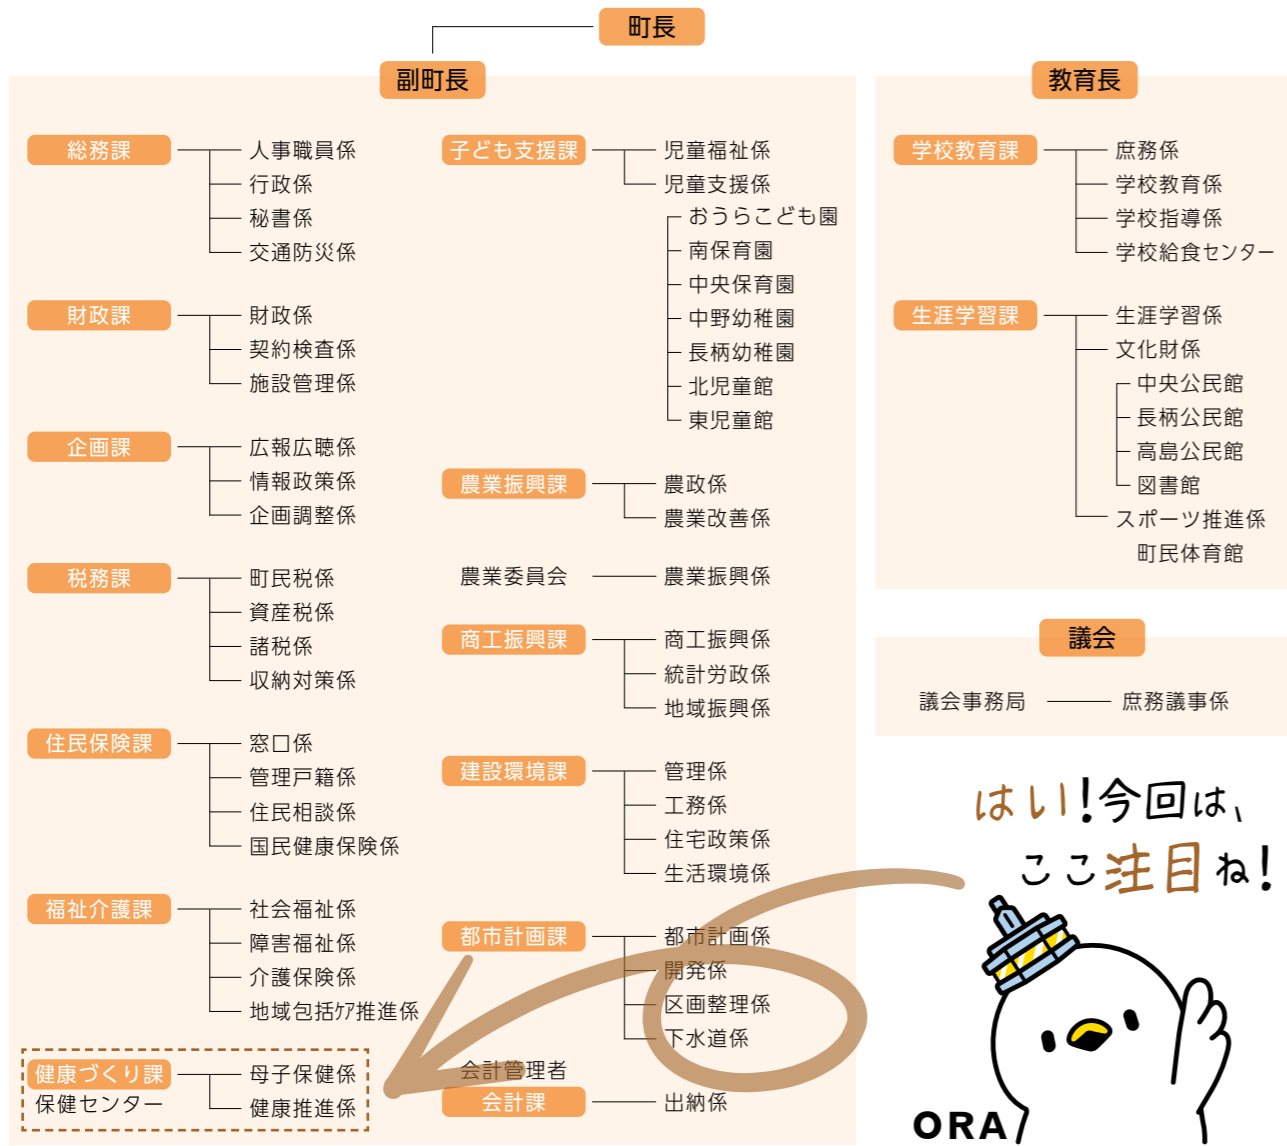 町長
副町長
総務課
人事職員係
行政係
秘書係
交通防災係
財政課
財政係
契約検査係
施設管理係
企画課
広報広聴係
情報政策係
企画調整係
税務課
町民税係
資産税係
諸税係
収納対策係
住民保険課
窓口係
管理戸籍係
住民相談係
国民健康保険係
福祉介護課
社会福祉係
障害福祉係
介護保険係
地域包括ケア推進係
健康づくり課
保健センター
母子保健係
健康推進係
子ども支援課
児童福祉係
児童支援係
おうらこども園
南保育園
中央保育園
中野幼稚園
長柄幼稚園
北児童館
東児童館
農業振興課
農政係
農業改善係
農業委員会
農業振興係
商工振興課
商工振興係
統計労政係
地域振興係
建設環境課
管理係
工務係
住宅政策係
生活環境係
都市計画課
都市計画係
開発係
区画整理係
下水道係
会計管理者
会計課
出納係
教育長
学校教育課
庶務係
学校教育係
学校指導係
学校給食センター
生涯学習課
生涯学習係
文化財係
中央公民館
長柄公民館
高島公民館
図書館
スポーツ推進係
町民体育館
議会
議会事務局
庶務議事係
はい!今回は、
ここ注目ね!
ORA